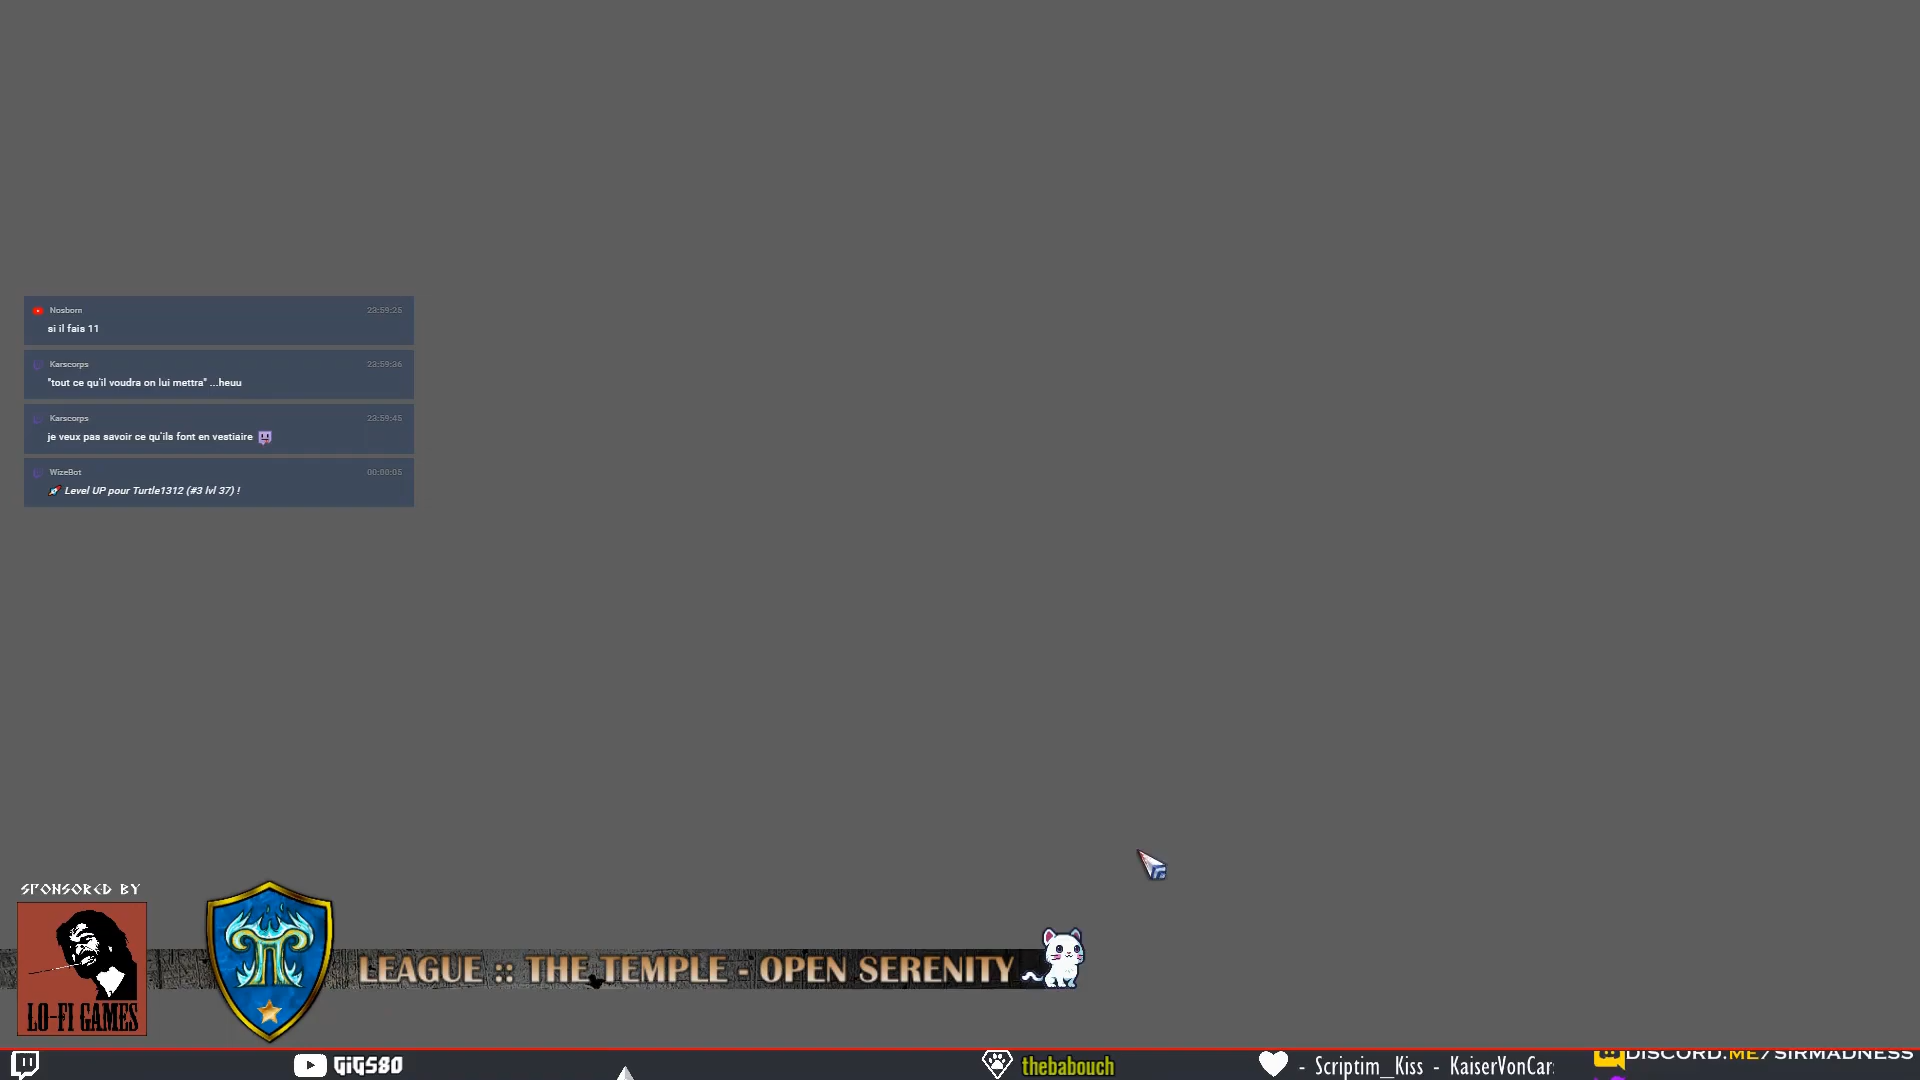 Nosborn 23:59:25
si il fais 11
Karscorps 23:59:36
"tout ce qu'il voudra on lui mettra" ...heuu
Karscorps 23:59:45
je veux pas savoir ce qu'ils font en vestiaire
WizeBot 00:00:05
Level UP pour Turtle1312 (#3 lvl 37) !
SPONSORED BY
LO-FI GAMES
LEAGUE :: THE TEMPLE - OPEN SERENITY
GiGS80
thebabouch
- Scriptim_Kiss - KaiserVonCar
DISCORD.ME/SIRMADNESS